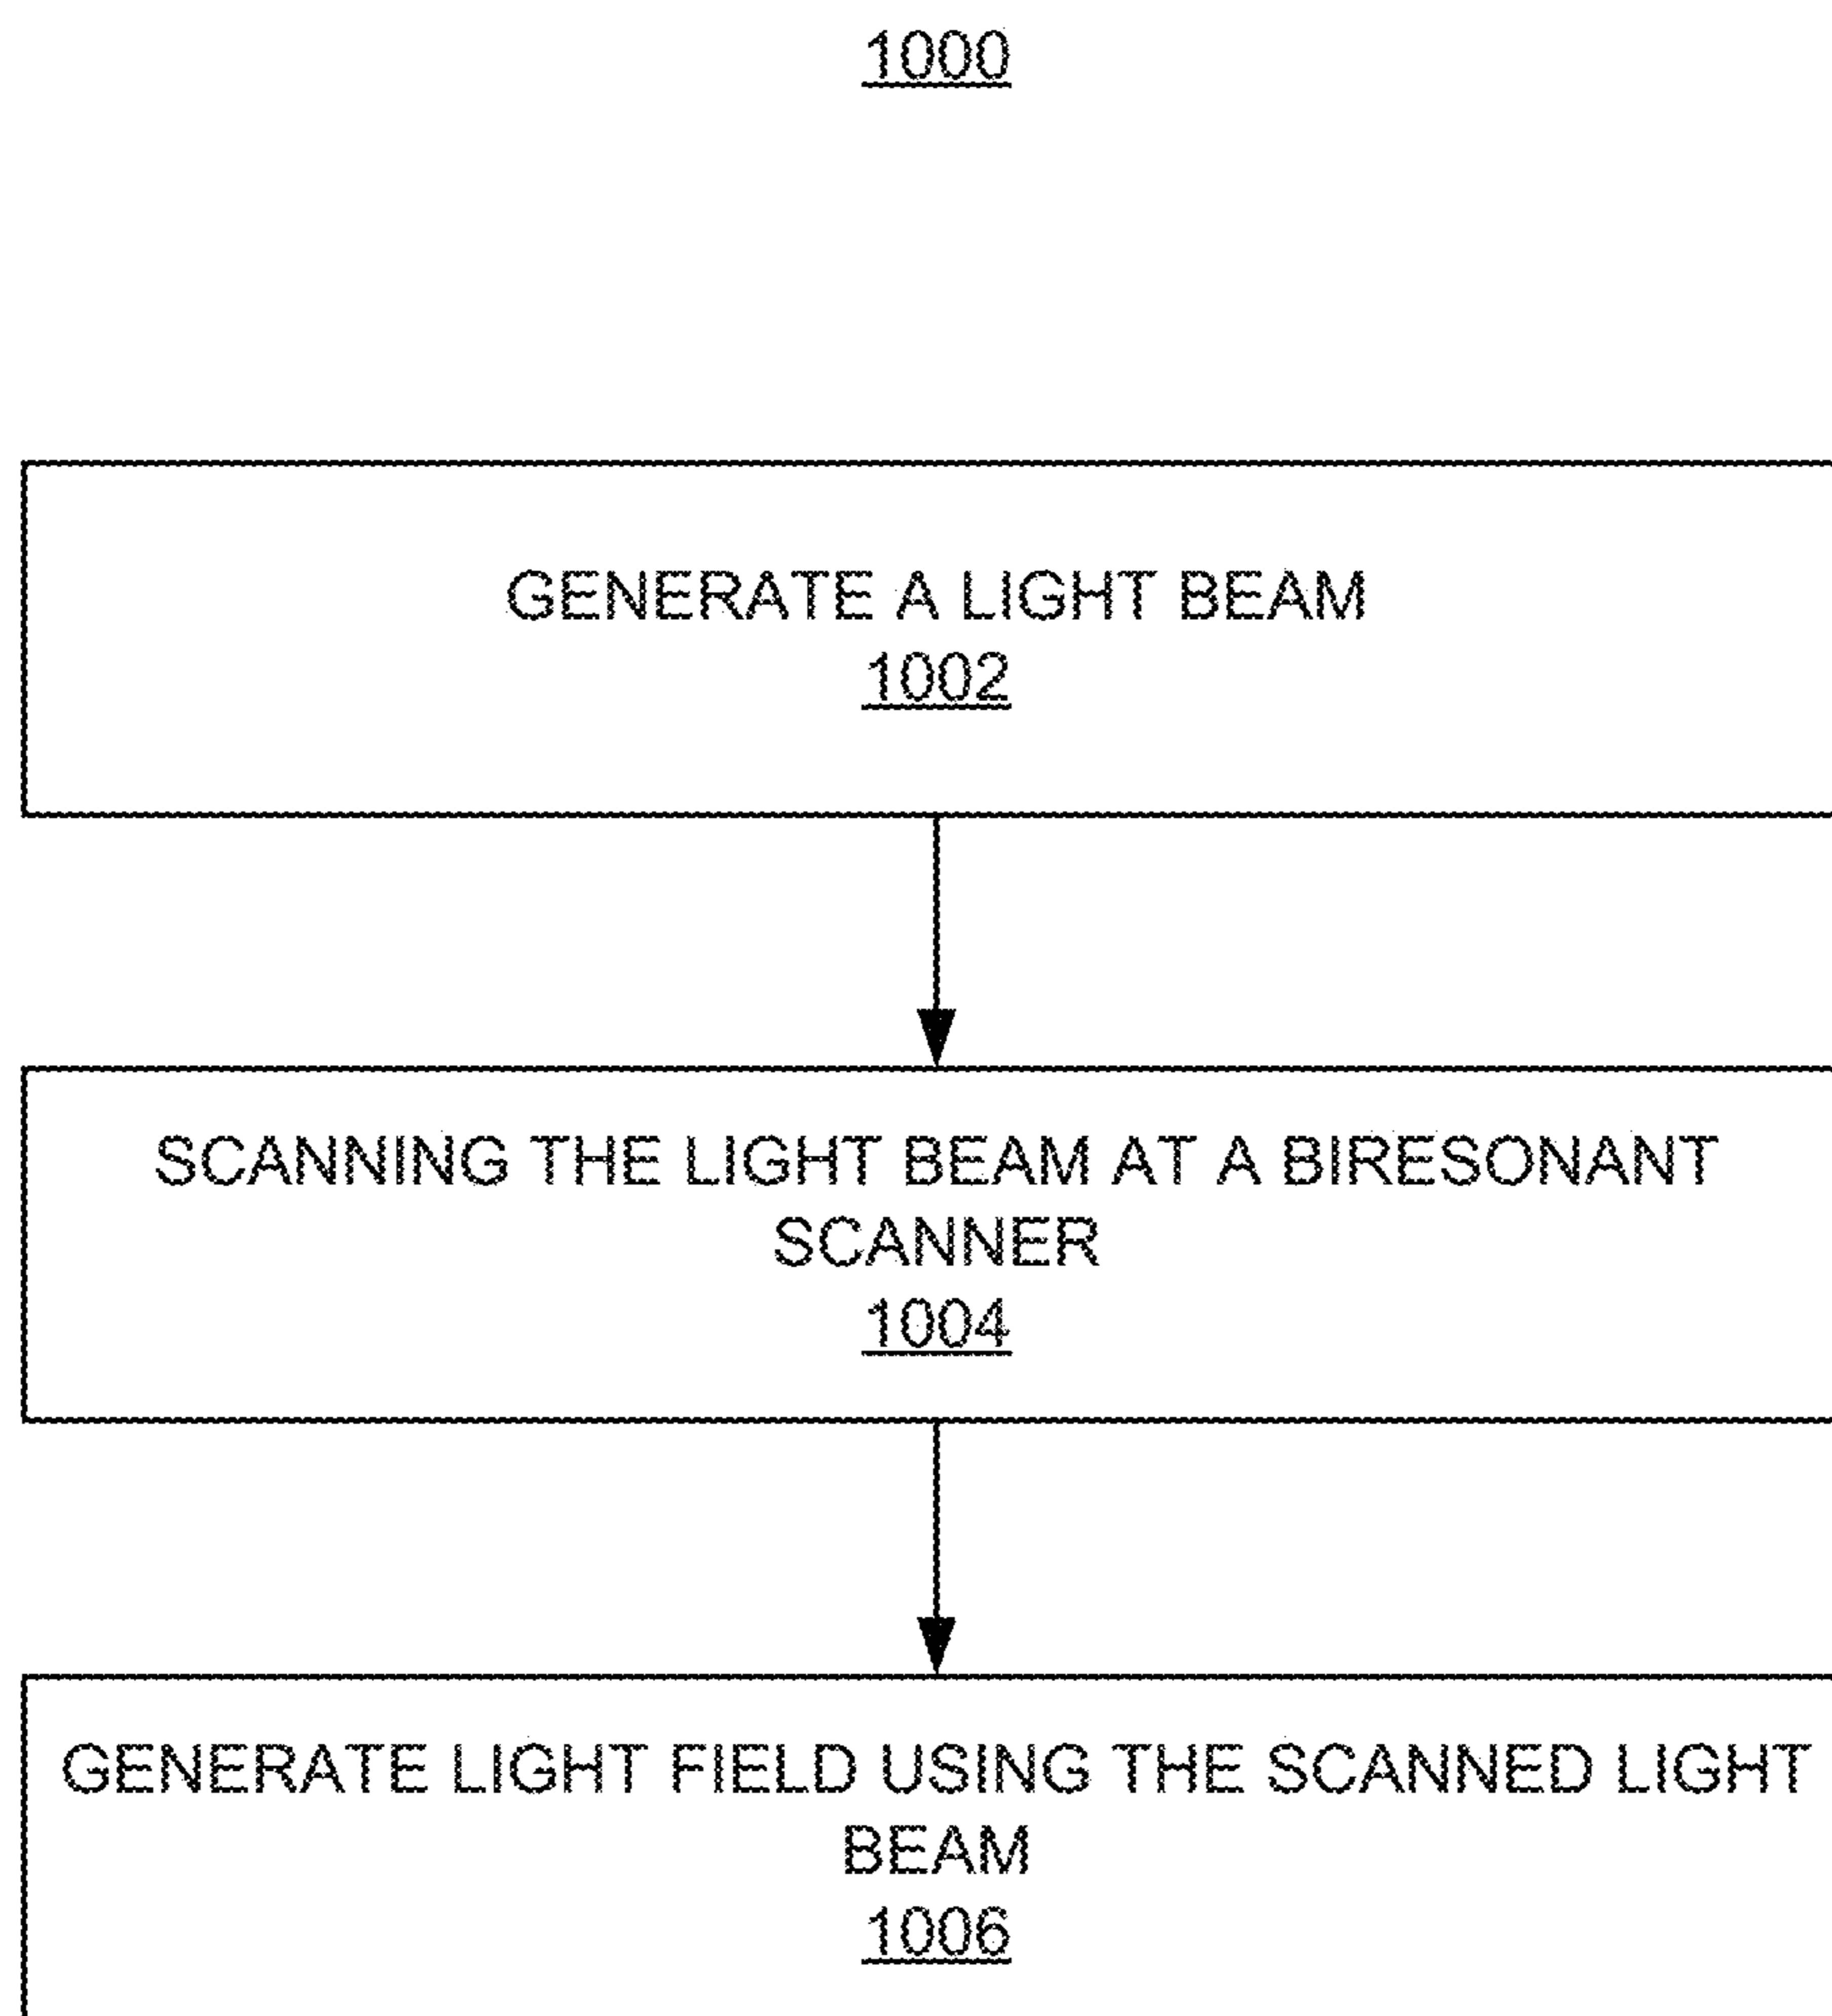 1000
GENERATE A LIGHT BEAM
1002
SCANNING THE LIGHT BEAM AT A BIRESONANT
SCANNER
1004
GENERATE LIGHT FIELD USING THE SCANNED LIGHT
BEAM
1006